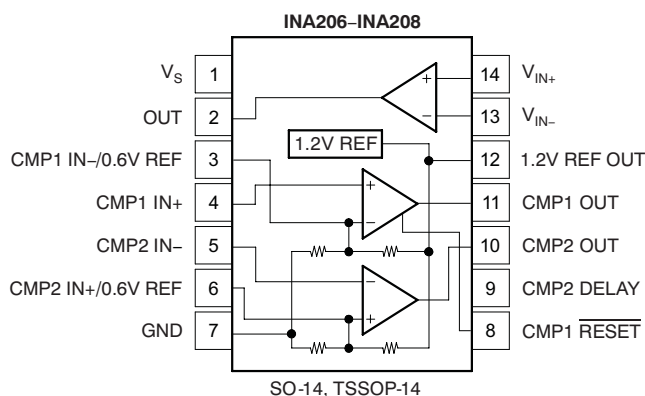 INA206–INA208
V_S 1
OUT 2
CMP1 IN–/0.6V REF 3
CMP1 IN+ 4
CMP2 IN– 5
CMP2 IN+/0.6V REF 6
GND 7
1.2V REF
+
–
+
–
–
+
14 V_IN+
13 V_IN–
12 1.2V REF OUT
11 CMP1 OUT
10 CMP2 OUT
9 CMP2 DELAY
8 CMP1 R̅E̅S̅E̅T̅
SO-14, TSSOP-14